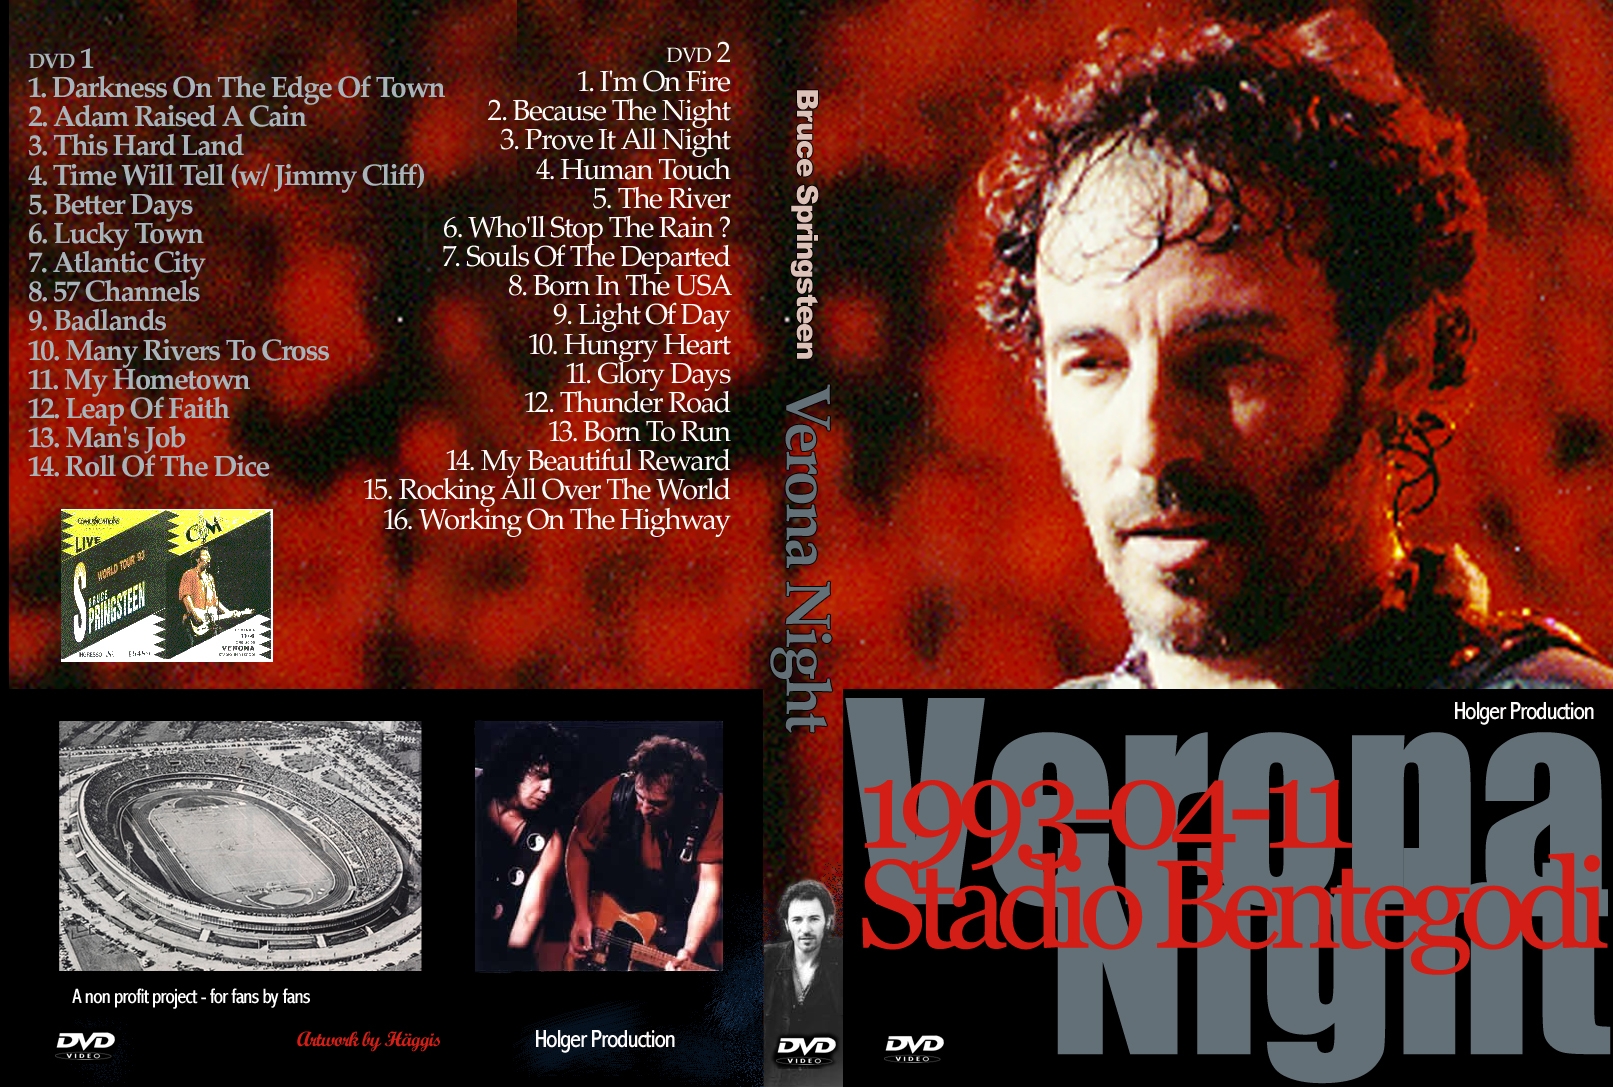 DVD 1
1. Darkness On The Edge Of Town
2. Adam Raised A Cain
3. This Hard Land
4. Time Will Tell (w/ Jimmy Cliff)
5. Better Days
6. Lucky Town
7. Atlantic City
8. 57 Channels
9. Badlands
10. Many Rivers To Cross
11. My Hometown
12. Leap Of Faith
13. Man's Job
14. Roll Of The Dice
LIVE
WORLD TOUR '93
BRUCE
SPRINGSTEEN
VERONA
INGRESSO
DVD 2
1. I'm On Fire
2. Because The Night
3. Prove It All Night
4. Human Touch
5. The River
6. Who'll Stop The Rain ?
7. Souls Of The Departed
8. Born In The USA
9. Light Of Day
10. Hungry Heart
11. Glory Days
12. Thunder Road
13. Born To Run
14. My Beautiful Reward
15. Rocking All Over The World
16. Working On The Highway
A non profit project - for fans by fans
DVD
VIDEO
Artwork by Häggis
Holger Production
Bruce Springsteen Verona Night
DVD
VIDEO
Holger Production
Verona
Night
1993-04-11
Stadio Bentegodi
DVD
VIDEO